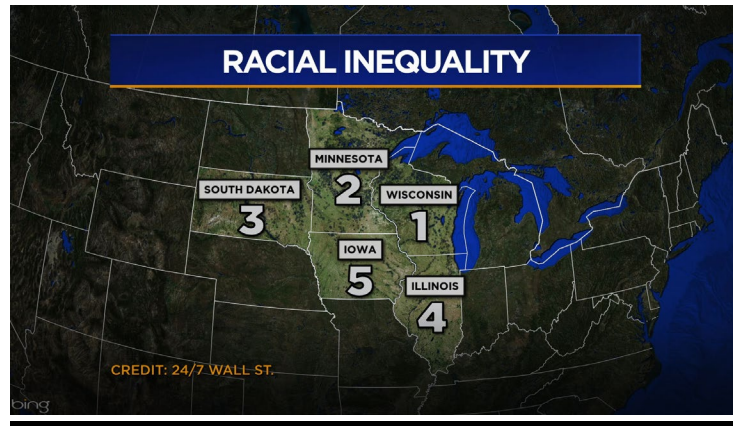 RACIAL INEQUALITY
MINNESOTA
2
SOUTH DAKOTA
3
WISCONSIN
1
IOWA
5
ILLINOIS
4
CREDIT: 24/7 WALL ST.
bing